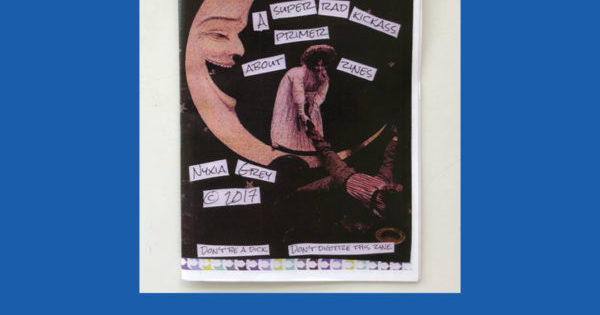 A SUPER RAD KICKASS
PRIMER
ABOUT ZINES
NYXIA GREY
© 2017
DON'T BE A DICK DON'T DIGITIZE THIS ZINE